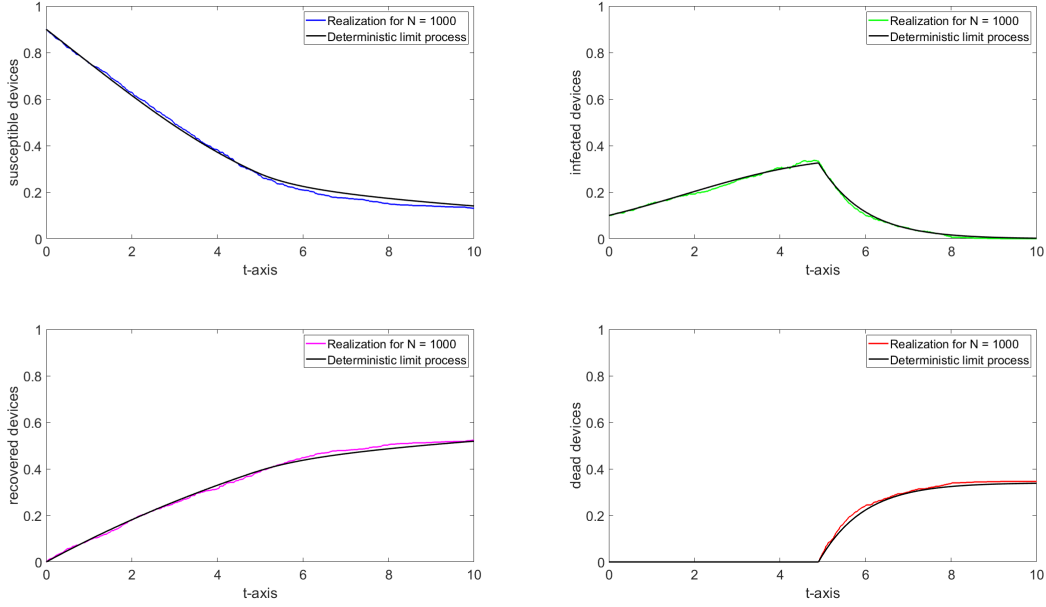 Realization for N = 1000
Deterministic limit process
susceptible devices
1
0.8
0.6
0.4
0.2
0
0 2 4 6 8 10
t-axis
Realization for N = 1000
Deterministic limit process
infected devices
1
0.8
0.6
0.4
0.2
0
0 2 4 6 8 10
t-axis
Realization for N = 1000
Deterministic limit process
recovered devices
1
0.8
0.6
0.4
0.2
0
0 2 4 6 8 10
t-axis
Realization for N = 1000
Deterministic limit process
dead devices
1
0.8
0.6
0.4
0.2
0
0 2 4 6 8 10
t-axis